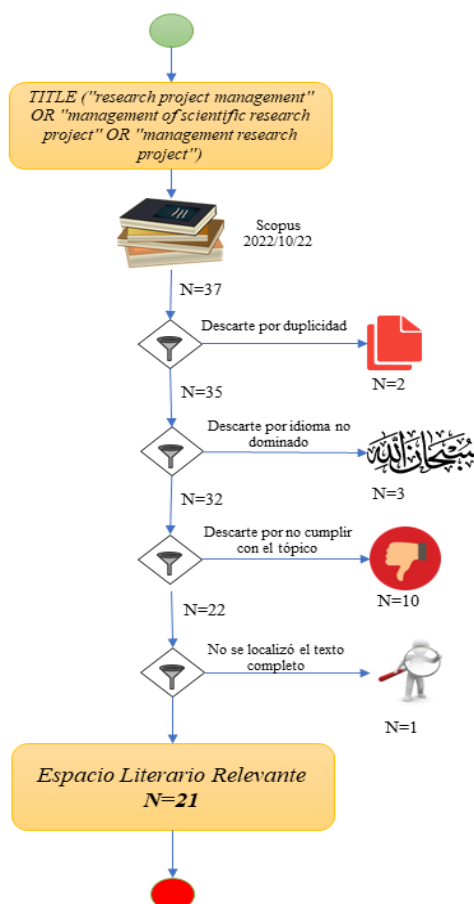 TITLE ("research project management"
OR "management of scientific research
project" OR "management research
project")
Scopus
2022/10/22
N=37
Descarte por duplicidad
N=2
N=35
Descarte por idioma no
dominado
سبحان الله
N=3
N=32
Descarte por no cumplir
con el tópico
N=10
N=22
No se localizó el texto
completo
N=1
Espacio Literario Relevante
N=21